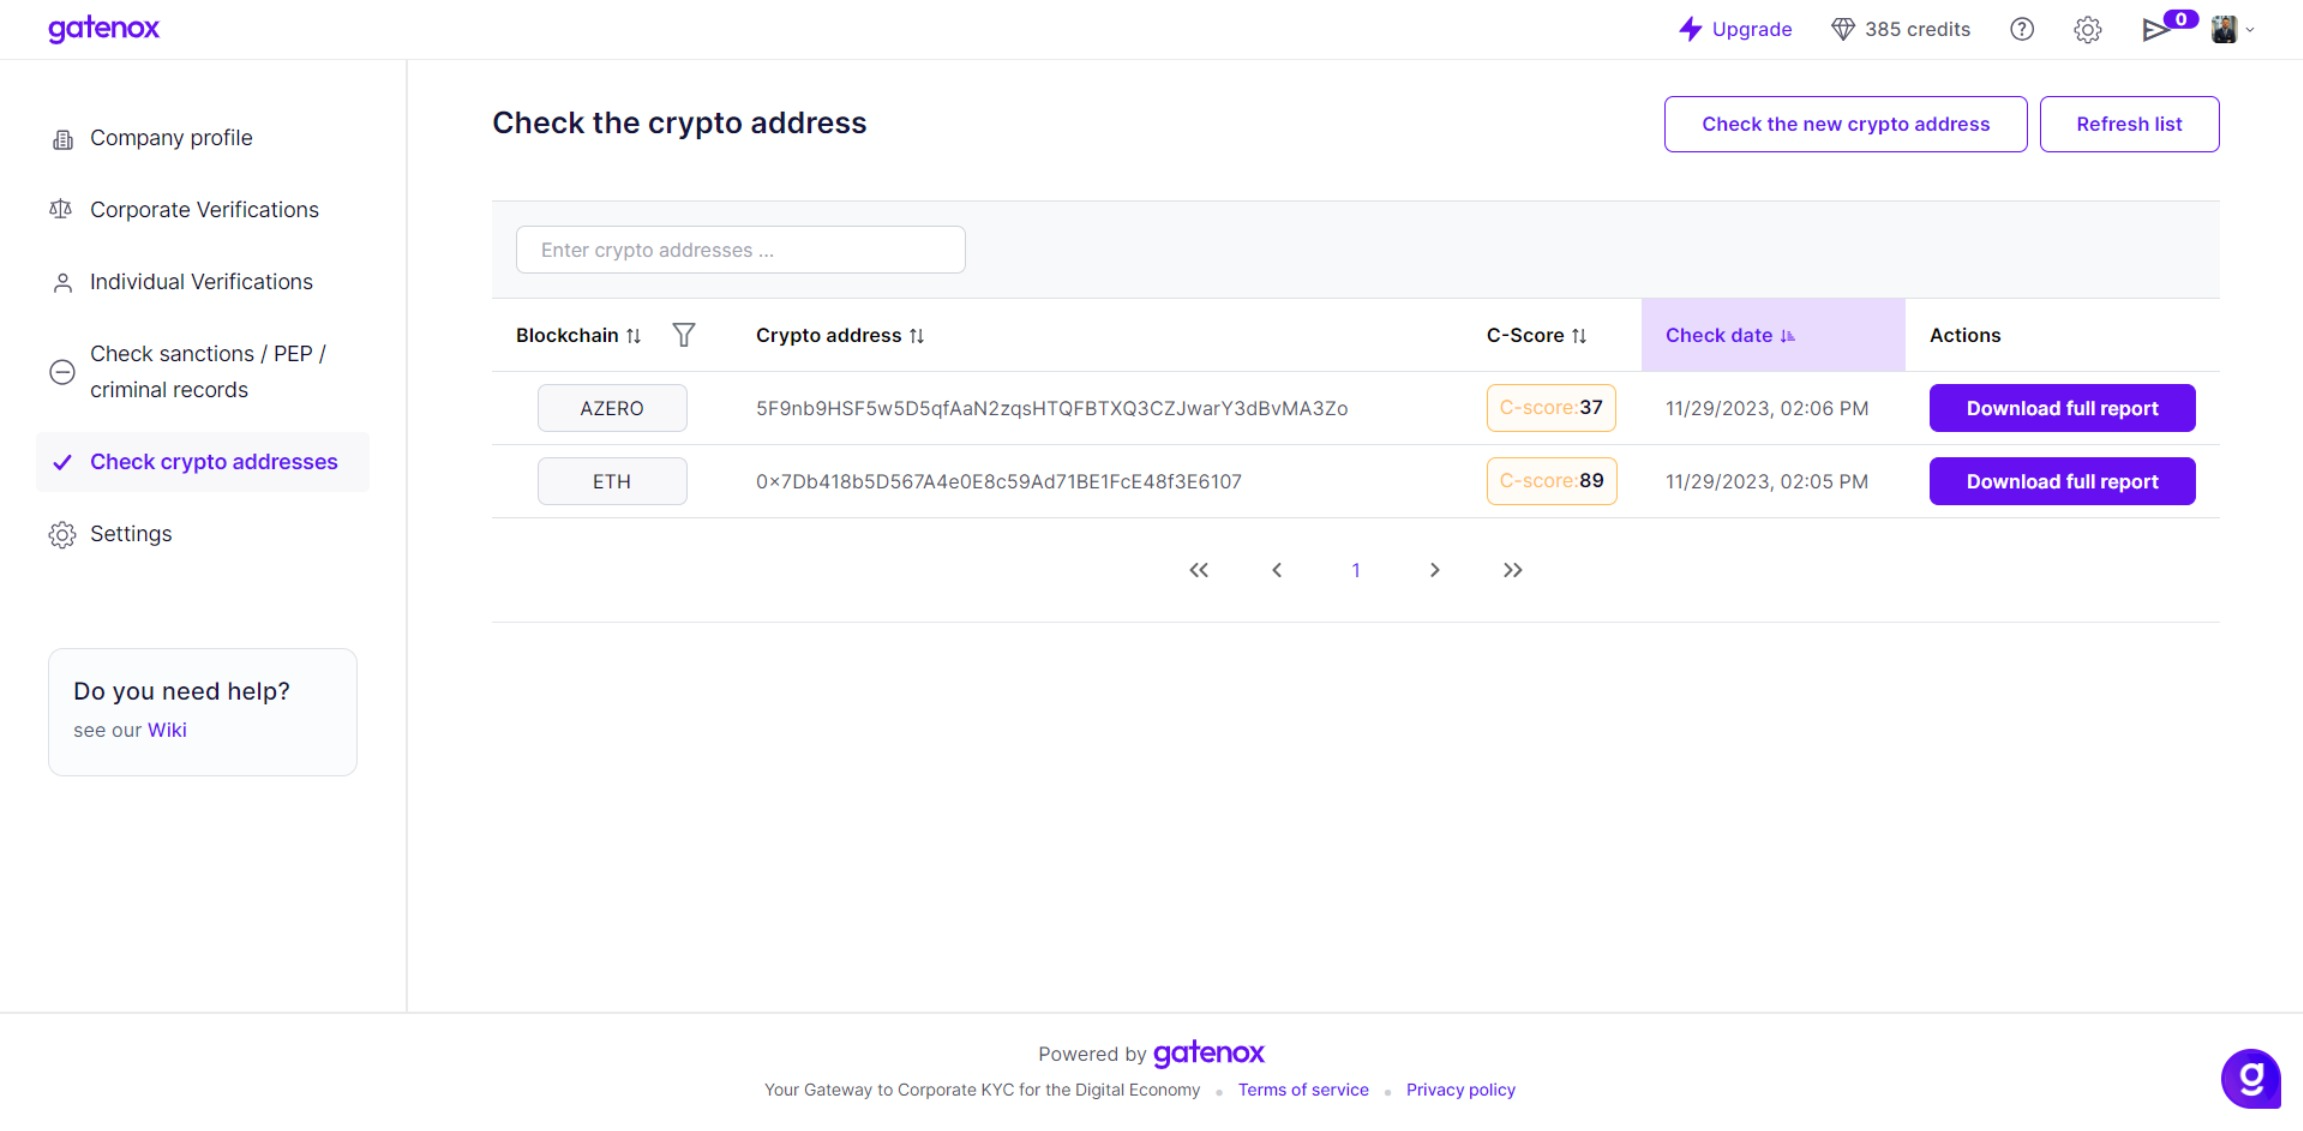 gatenox
Upgrade
385 credits
0
Company profile
Corporate Verifications
Individual Verifications
Check sanctions / PEP /
criminal records
Check crypto addresses
Settings
Do you need help?
see our Wiki
Check the crypto address
Check the new crypto address
Refresh list
Enter crypto addresses ...
Blockchain Crypto address C-Score Check date Actions
AZERO 5F9nb9HSF5w5D5qfAaN2zqsHTQFBTXQ3CZJwarY3dBvMA3Zo C-score:37 11/29/2023, 02:06 PM Download full report
ETH 0x7Db418b5D567A4e0E8c59Ad71BE1FcE48f3E6107 C-score:89 11/29/2023, 02:05 PM Download full report
1
Powered by gatenox
Your Gateway to Corporate KYC for the Digital Economy Terms of service Privacy policy
g